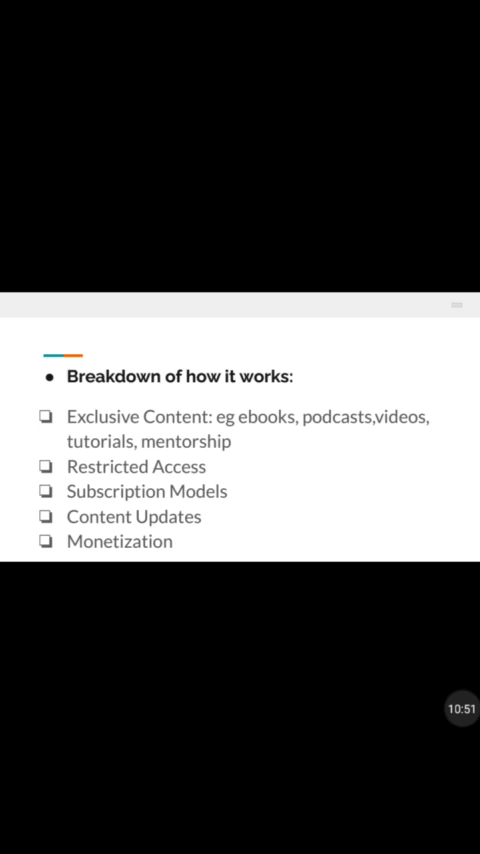 ● Breakdown of how it works:
❏ Exclusive Content: eg ebooks, podcasts,videos,
tutorials, mentorship
❏ Restricted Access
❏ Subscription Models
❏ Content Updates
❏ Monetization
10:51